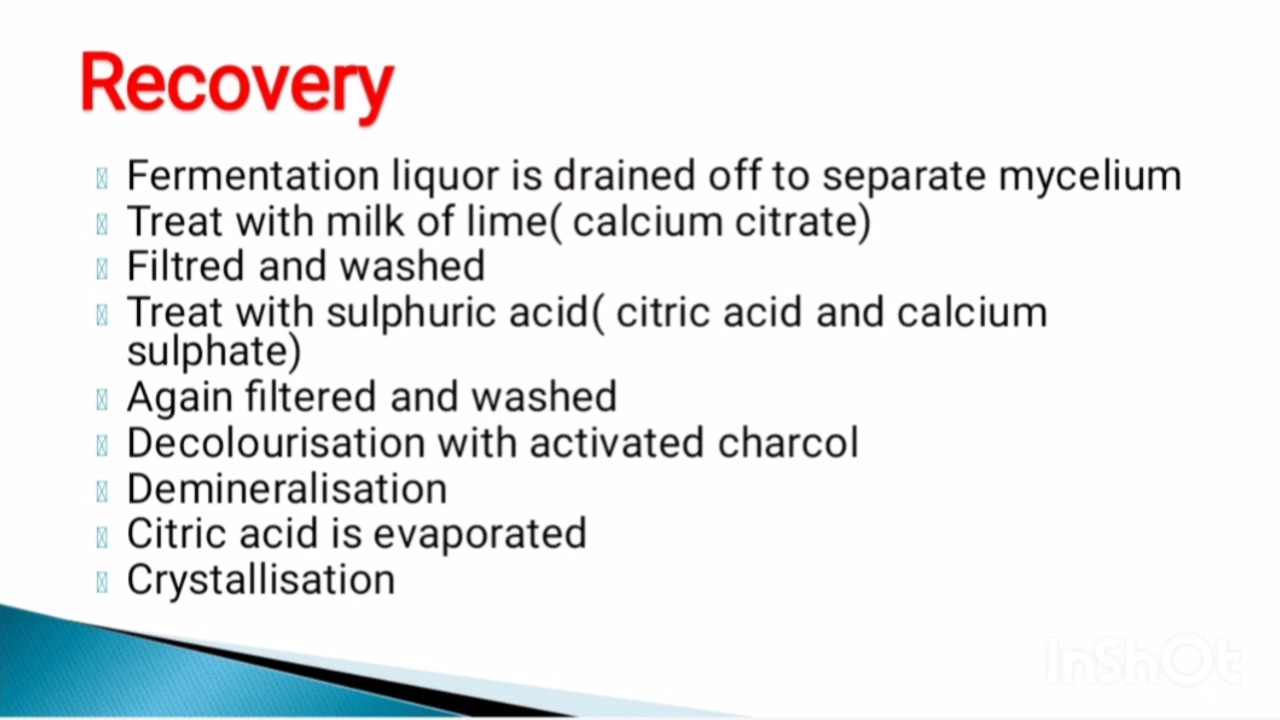 Recovery
Fermentation liquor is drained off to separate mycelium
Treat with milk of lime( calcium citrate)
Filtred and washed
Treat with sulphuric acid( citric acid and calcium
sulphate)
Again filtered and washed
Decolourisation with activated charcol
Demineralisation
Citric acid is evaporated
Crystallisation
InShOt